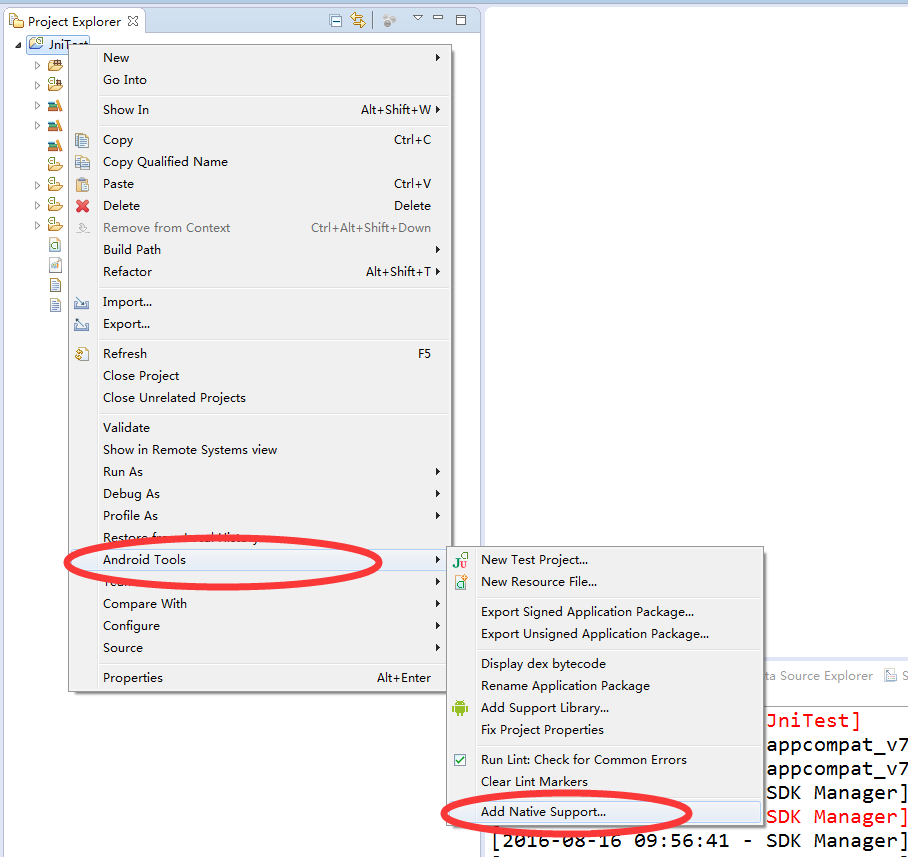 Project Explorer
JniTest
New
Go Into
Show In Alt+Shift+W
Copy Ctrl+C
Copy Qualified Name
Paste Ctrl+V
Delete Delete
Remove from Context Ctrl+Alt+Shift+Down
Build Path
Refactor Alt+Shift+T
Import...
Export...
Refresh F5
Close Project
Close Unrelated Projects
Validate
Show in Remote Systems view
Run As
Debug As
Profile As
Restore from Local History...
Android Tools
Team
Compare With
Configure
Source
Properties Alt+Enter
New Test Project...
New Resource File...
Export Signed Application Package...
Export Unsigned Application Package...
Display dex bytecode
Rename Application Package
Add Support Library...
Fix Project Properties
Run Lint: Check for Common Errors
Clear Lint Markers
Add Native Support...
ta Source Explorer S
JniTest]
appcompat_v7
appcompat_v7
SDK Manager]
SDK Manager]
[2016-08-16 09:56:41 - SDK Manager]